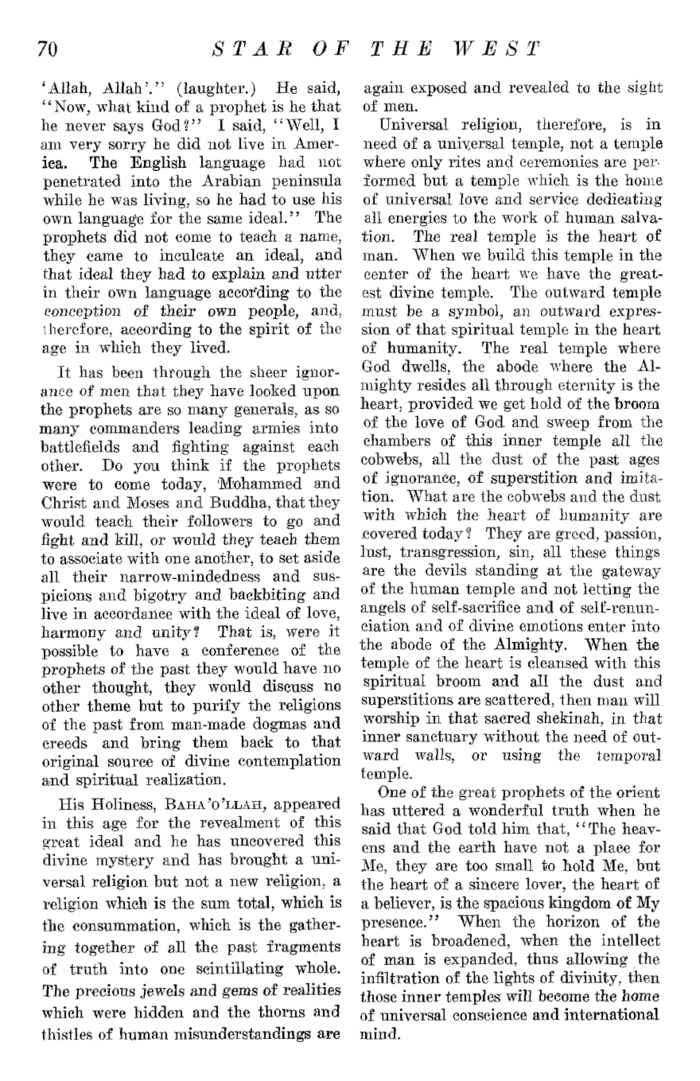 70
STAR OF THE WEST
'Allah, Allah'." (laughter.) He said,
"Now, what kind of a prophet is he that
he never says God?" I said, "Well, I
am very sorry he did not live in Amer-
ica. The English language had not
penetrated into the Arabian peninsula
while he was living, so he had to use his
own language for the same ideal." The
prophets did not come to teach a name,
they came to inculcate an ideal, and
that ideal they had to explain and utter
in their own language according to the
conception of their own people, and,
therefore, according to the spirit of the
age in which they lived.
It has been through the sheer ignor-
ance of men that they have looked upon
the prophets as so many generals, as so
many commanders leading armies into
battlefields and fighting against each
other. Do you think if the prophets
were to come today, Mohammed and
Christ and Moses and Buddha, that they
would teach their followers to go and
fight and kill, or would they teach them
to associate with one another, to set aside
all their narrow-mindedness and sus-
picions and bigotry and backbiting and
live in accordance with the ideal of love,
harmony and unity? That is, were it
possible to have a conference of the
prophets of the past they would have no
other thought, they would discuss no
other theme but to purify the religions
of the past from man-made dogmas and
creeds and bring them back to that
original source of divine contemplation
and spiritual realization.
His Holiness, BAHA'O'LLAH, appeared
in this age for the revealment of this
great ideal and he has uncovered this
divine mystery and has brought a uni-
versal religion but not a new religion, a
religion which is the sum total, which is
the consummation, which is the gather-
ing together of all the past fragments
of truth into one scintillating whole.
The precious jewels and gems of realities
which were hidden and the thorns and
thistles of human misunderstandings are
again exposed and revealed to the sight
of men.
Universal religion, therefore, is in
need of a universal temple, not a temple
where only rites and ceremonies are per-
formed but a temple which is the home
of universal love and service dedicating
all energies to the work of human salva-
tion. The real temple is the heart of
man. When we build this temple in the
center of the heart we have the great-
est divine temple. The outward temple
must be a symbol, an outward expres-
sion of that spiritual temple in the heart
of humanity. The real temple where
God dwells, the abode where the Al-
mighty resides all through eternity is the
heart, provided we get hold of the broom
of the love of God and sweep from the
chambers of this inner temple all the
cobwebs, all the dust of the past ages
of ignorance, of superstition and imita-
tion. What are the cobwebs and the dust
with which the heart of humanity are
covered today? They are greed, passion,
lust, transgression, sin, all these things
are the devils standing at the gateway
of the human temple and not letting the
angels of self-sacrifice and of self-renun-
ciation and of divine emotions enter into
the abode of the Almighty. When the
temple of the heart is cleansed with this
spiritual broom and all the dust and
superstitions are scattered, then man will
worship in that sacred shekinah, in that
inner sanctuary without the need of out-
ward walls, or using the temporal
temple.
One of the great prophets of the orient
has uttered a wonderful truth when he
said that God told him that, "The heav-
ens and the earth have not a place for
Me, they are too small to hold Me, but
the heart of a sincere lover, the heart of
a believer, is the spacious kingdom of My
presence." When the horizon of the
heart is broadened, when the intellect
of man is expanded, thus allowing the
infiltration of the lights of divinity, then
those inner temples will become the home
of universal conscience and international
mind.